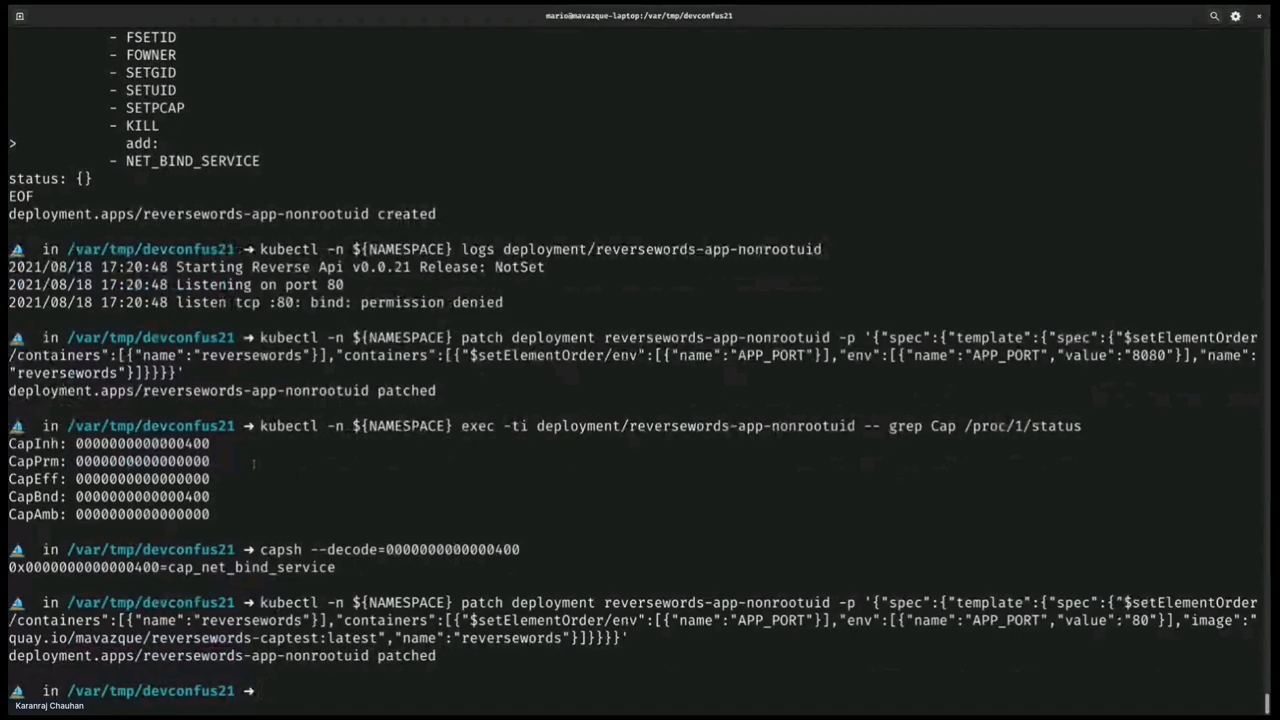 mario@mavazque-laptop:/var/tmp/devconfus21
- FSETID
- FOWNER
- SETGID
- SETUID
- SETPCAP
- KILL
> add:
- NET_BIND_SERVICE
status: {}
EOF
deployment.apps/reversewords-app-nonrootuid created
in /var/tmp/devconfus21 ➜ kubectl -n ${NAMESPACE} logs deployment/reversewords-app-nonrootuid
2021/08/18 17:20:48 Starting Reverse Api v0.0.21 Release: NotSet
2021/08/18 17:20:48 Listening on port 80
2021/08/18 17:20:48 listen tcp :80: bind: permission denied
in /var/tmp/devconfus21 ➜ kubectl -n ${NAMESPACE} patch deployment reversewords-app-nonrootuid -p '{"spec":{"template":{"spec":{"$setElementOrder
/containers":[{"name":"reversewords"}],"containers":[{"$setElementOrder/env":[{"name":"APP_PORT"}],"env":[{"name":"APP_PORT","value":"8080"}],"name":
"reversewords"}]}}}}'
deployment.apps/reversewords-app-nonrootuid patched
in /var/tmp/devconfus21 ➜ kubectl -n ${NAMESPACE} exec -ti deployment/reversewords-app-nonrootuid -- grep Cap /proc/1/status
CapInh: 0000000000000400
CapPrm: 0000000000000000
CapEff: 0000000000000000
CapBnd: 0000000000000400
CapAmb: 0000000000000000
in /var/tmp/devconfus21 ➜ capsh --decode=0000000000000400
0x0000000000000400=cap_net_bind_service
in /var/tmp/devconfus21 ➜ kubectl -n ${NAMESPACE} patch deployment reversewords-app-nonrootuid -p '{"spec":{"template":{"spec":{"$setElementOrder
/containers":[{"name":"reversewords"}],"containers":[{"$setElementOrder/env":[{"name":"APP_PORT"}],"env":[{"name":"APP_PORT","value":"80"}],"image":"
quay.io/mavazque/reversewords-captest:latest","name":"reversewords"}]}}}}'
deployment.apps/reversewords-app-nonrootuid patched
in /var/tmp/devconfus21 ➜
Karanraj Chauhan